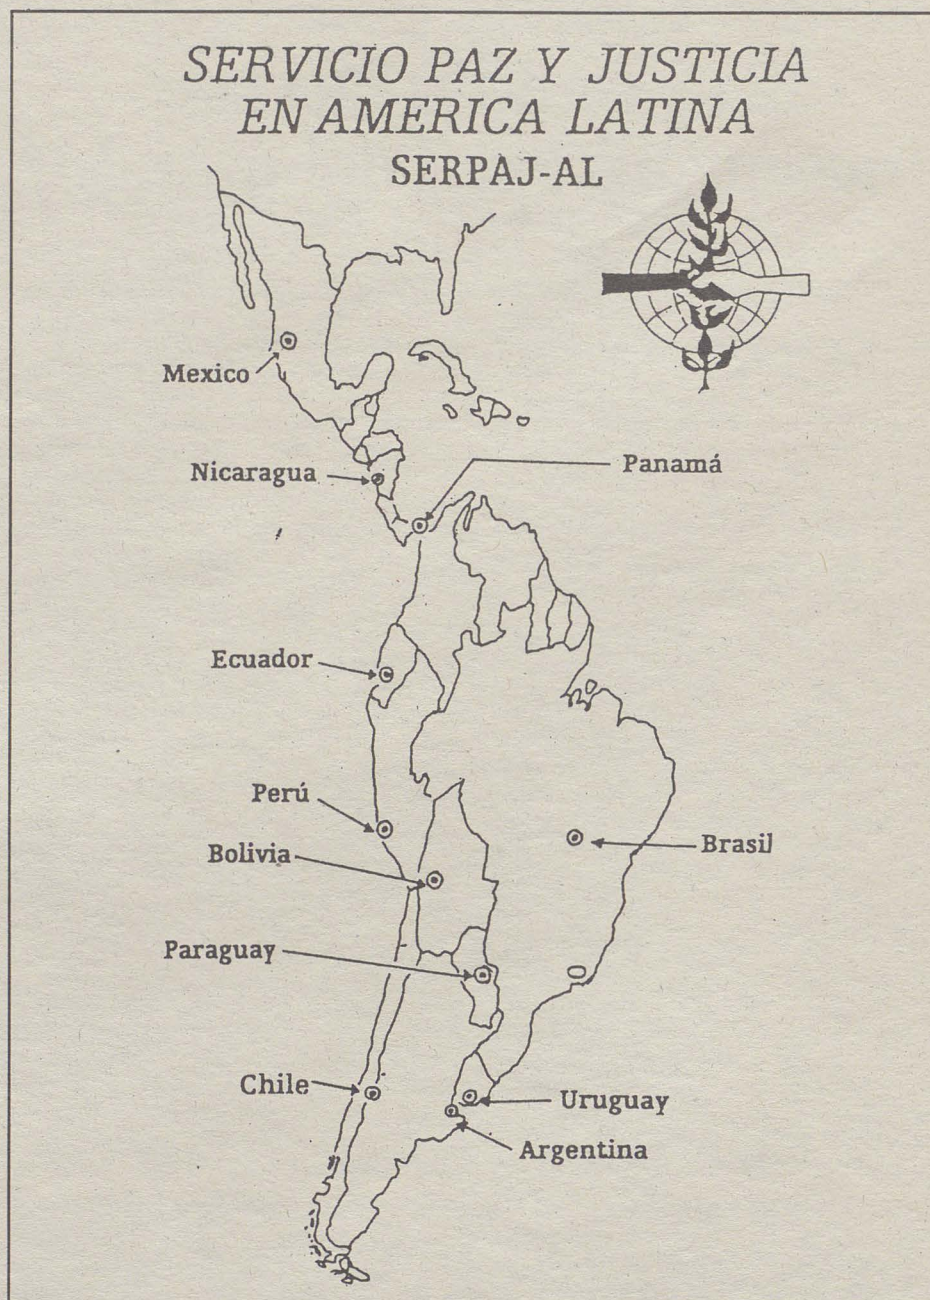 SERVICIO PAZ Y JUSTICIA
EN AMERICA LATINA
SERPAJ-AL
Mexico
Nicaragua
Panamá
Ecuador
Perú
Bolivia
Brasil
Paraguay
Chile
Uruguay
Argentina